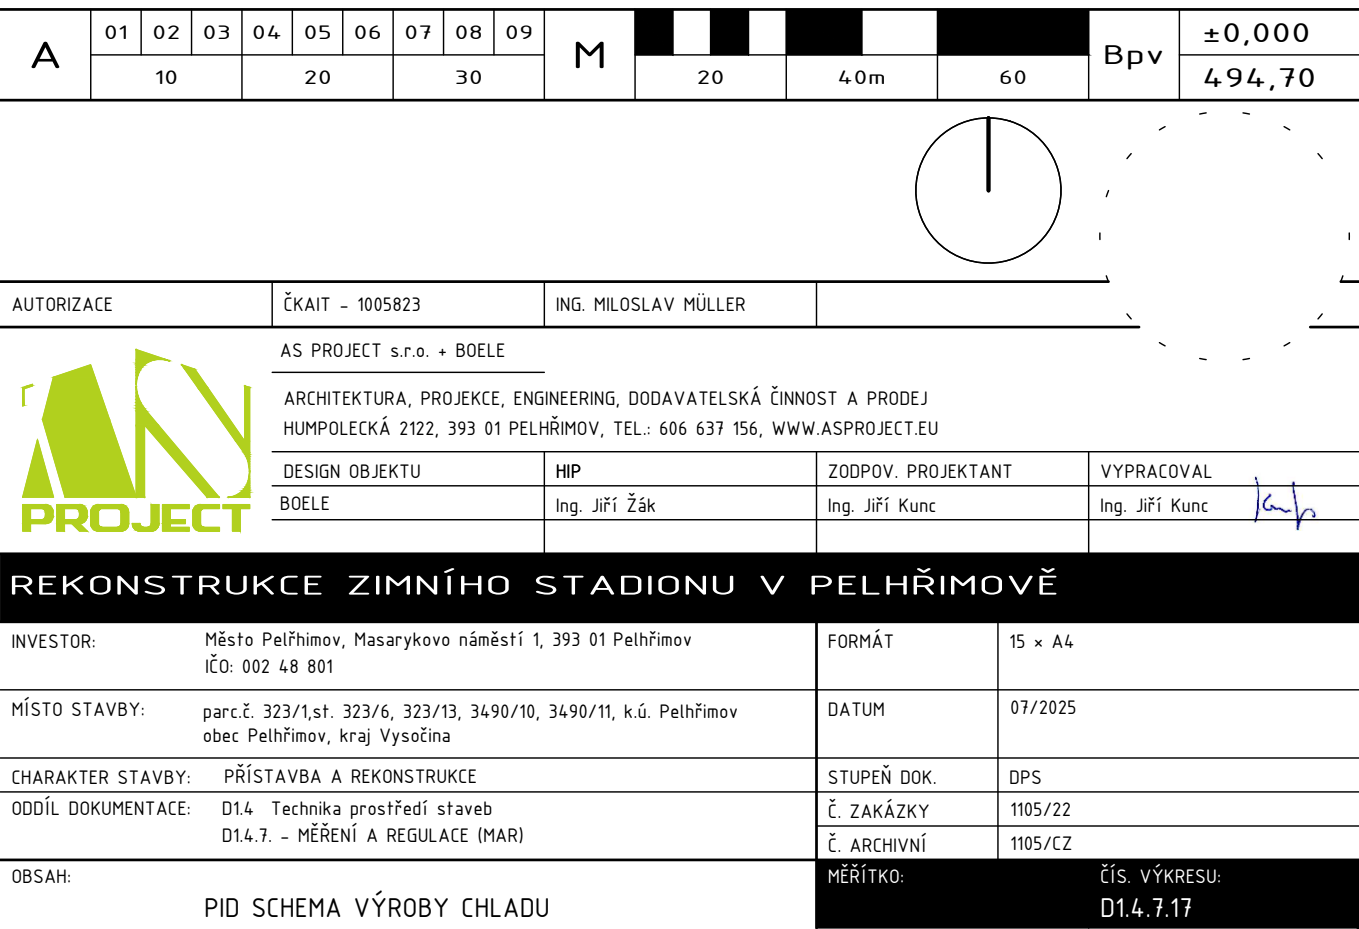 A 01 02 03 04 05 06 07 08 09 M Bpv ±0,000
10 20 30 20 40m 60 494,70
AUTORIZACE ČKAIT - 1005823 ING. MILOSLAV MÜLLER
AS PROJECT s.r.o. + BOELE
ARCHITEKTURA, PROJEKCE, ENGINEERING, DODAVATELSKÁ ČINNOST A PRODEJ
HUMPOLECKÁ 2122, 393 01 PELHŘIMOV, TEL.: 606 637 156, WWW.ASPROJECT.EU
AS PROJECT
DESIGN OBJEKTU HIP ZODPOV. PROJEKTANT VYPRACOVAL
BOELE Ing. Jiří Žák Ing. Jiří Kunc Ing. Jiří Kunc
REKONSTRUKCE ZIMNÍHO STADIONU V PELHŘIMOVĚ
INVESTOR: Město Pelřhimov, Masarykovo náměstí 1, 393 01 Pelhřimov FORMÁT 15 × A4
IČO: 002 48 801
MÍSTO STAVBY: parc.č. 323/1,st. 323/6, 323/13, 3490/10, 3490/11, k.ú. Pelhřimov DATUM 07/2025
obec Pelhřimov, kraj Vysočina
CHARAKTER STAVBY: PŘÍSTAVBA A REKONSTRUKCE STUPEŇ DOK. DPS
ODDÍL DOKUMENTACE: D1.4 Technika prostředí staveb Č. ZAKÁZKY 1105/22
D1.4.7. - MĚŘENÍ A REGULACE (MAR) Č. ARCHIVNÍ 1105/CZ
OBSAH: MĚŘÍTKO: ČÍS. VÝKRESU:
PID SCHEMA VÝROBY CHLADU D1.4.7.17